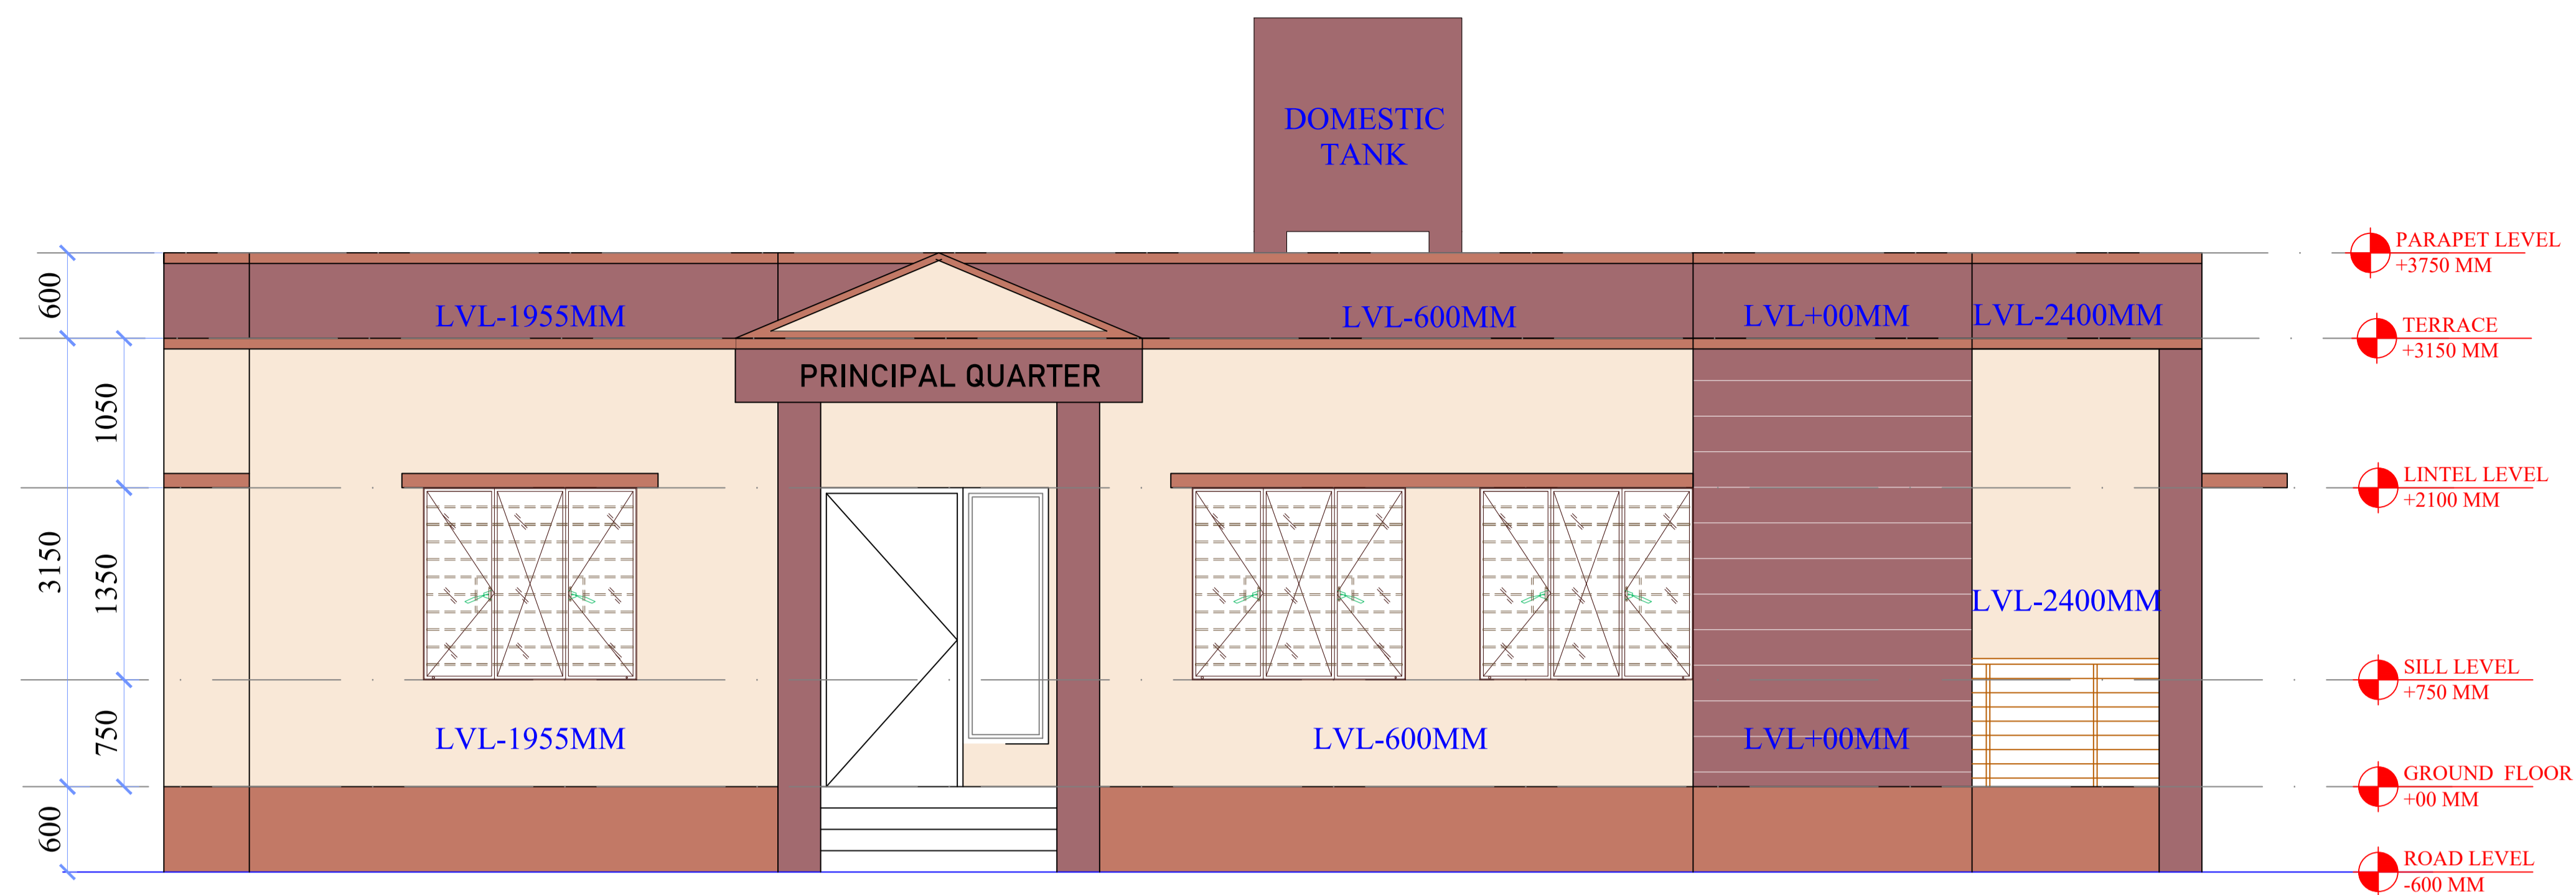 DOMESTIC
TANK
PARAPET LEVEL
+3750 MM
600
LVL-1955MM
LVL-600MM
LVL+00MM
LVL-2400MM
TERRACE
+3150 MM
PRINCIPAL QUARTER
1050
LINTEL LEVEL
+2100 MM
3150
1350
LVL-2400MM
SILL LEVEL
+750 MM
750
LVL-1955MM
LVL-600MM
LVL+00MM
GROUND FLOOR
+00 MM
600
ROAD LEVEL
-600 MM